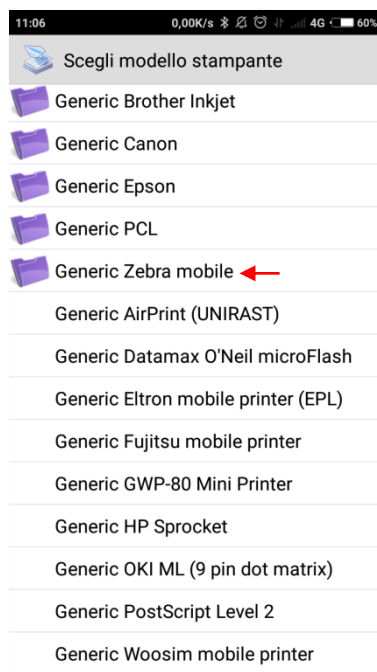 11:06 0,00K/s 4G 60%
Scegli modello stampante
Generic Brother Inkjet
Generic Canon
Generic Epson
Generic PCL
Generic Zebra mobile
Generic AirPrint (UNIRAST)
Generic Datamax O'Neil microFlash
Generic Eltron mobile printer (EPL)
Generic Fujitsu mobile printer
Generic GWP-80 Mini Printer
Generic HP Sprocket
Generic OKI ML (9 pin dot matrix)
Generic PostScript Level 2
Generic Woosim mobile printer